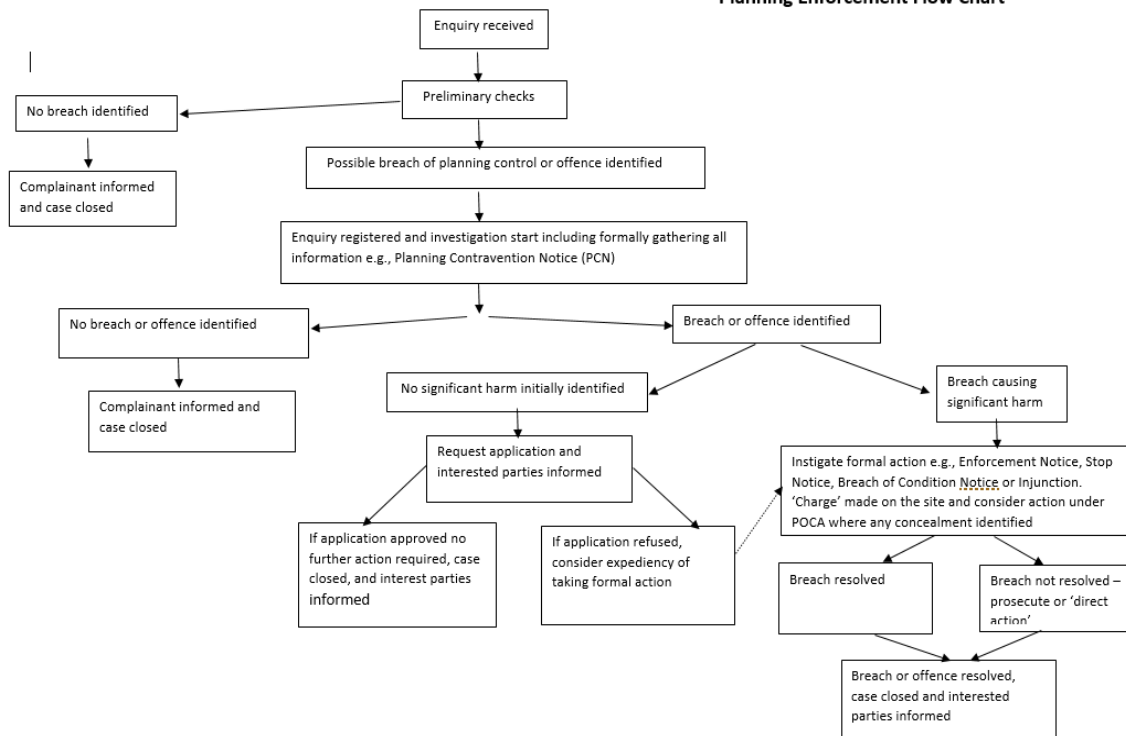 Planning Enforcement Flow Chart
Enquiry received
Preliminary checks
No breach identified
Possible breach of planning control or offence identified
Complainant informed
and case closed
Enquiry registered and investigation start including formally gathering all
information e.g., Planning Contravention Notice (PCN)
No breach or offence identified
Breach or offence identified
No significant harm initially identified
Breach causing
significant harm
Complainant informed and
case closed
Request application and
interested parties informed
Instigate formal action e.g., Enforcement Notice, Stop
Notice, Breach of Condition Notice or Injunction.
‘Charge’ made on the site and consider action under
POCA where any concealment identified
If application approved no
further action required, case
closed, and interest parties
informed
If application refused,
consider expediency of
taking formal action
Breach resolved
Breach not resolved –
prosecute or ‘direct
action’
Breach or offence resolved,
case closed and interested
parties informed